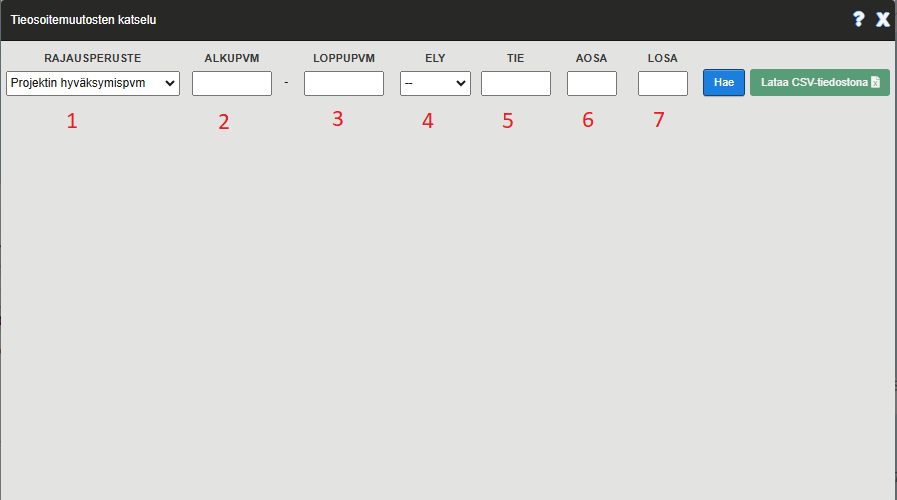 Tieosoitemuutosten katselu ? X
RAJAUSPERUSTE ALKUPVM LOPPUPVM ELY TIE AOSA LOSA
Projektin hyväksymispvm - -- Hae Lataa CSV-tiedostona
1 2 3 4 5 6 7